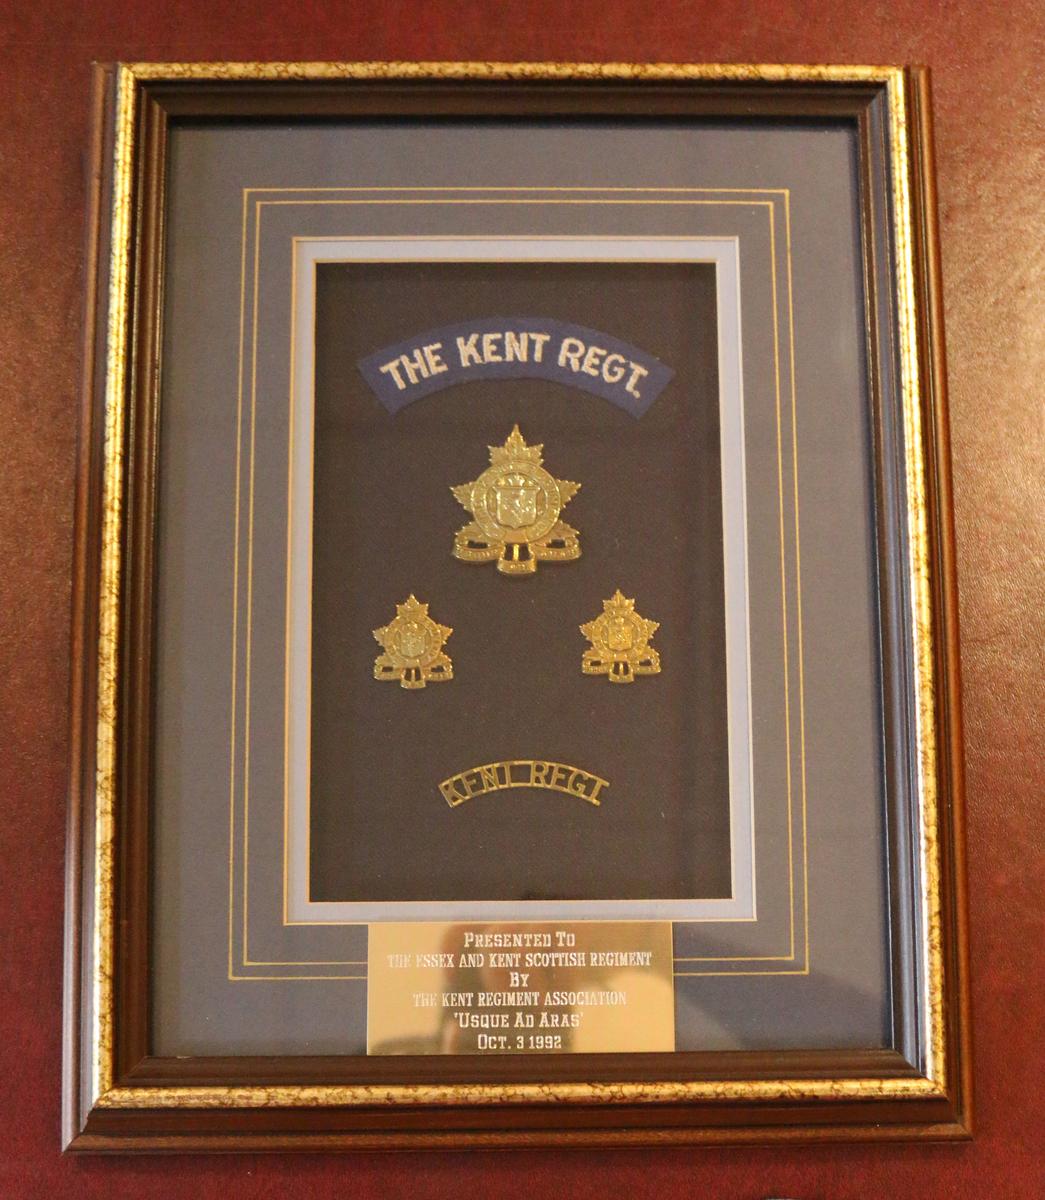 THE KENT REGT.
KENT REGT
PRESENTED TO
THE ESSEX AND KENT SCOTTISH REGIMENT
BY
THE KENT REGIMENT ASSOCIATION
'USQUE AD ARAS'
OCT. 3 1992